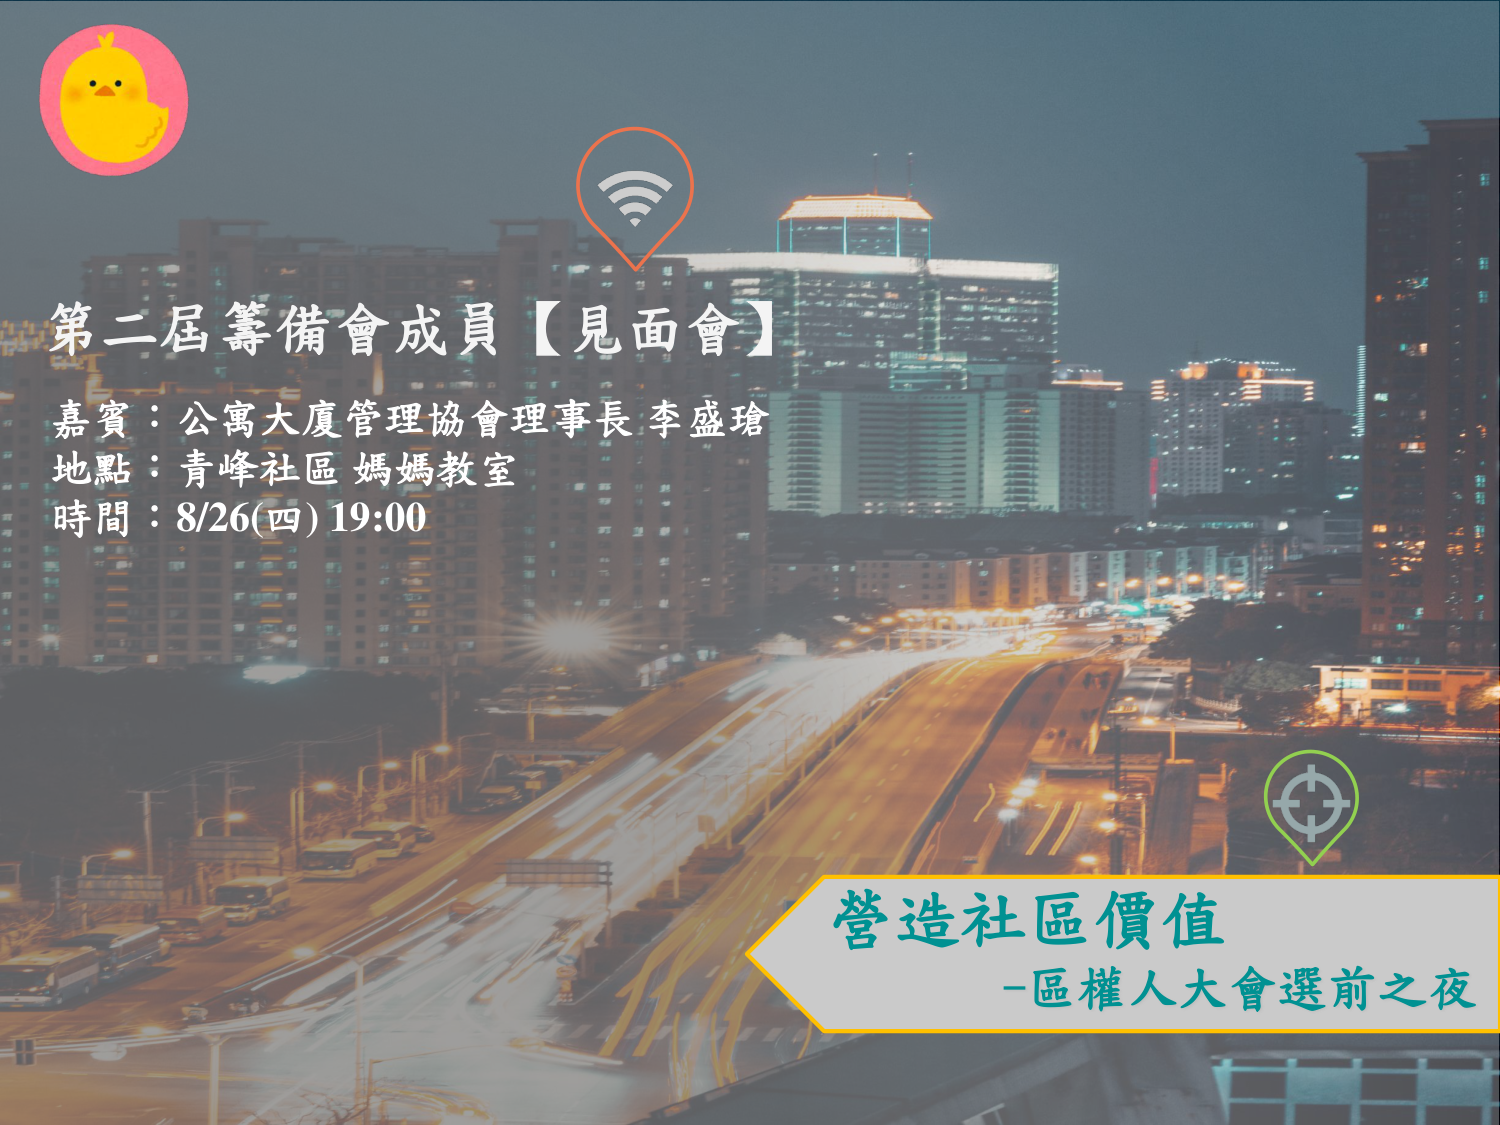 第二屆籌備會成員【見面會】
嘉賓：公寓大廈管理協會理事長 李盛瑲
地點：青峰社區 媽媽教室
時間：8/26(四) 19:00
營造社區價值
-區權人大會選前之夜